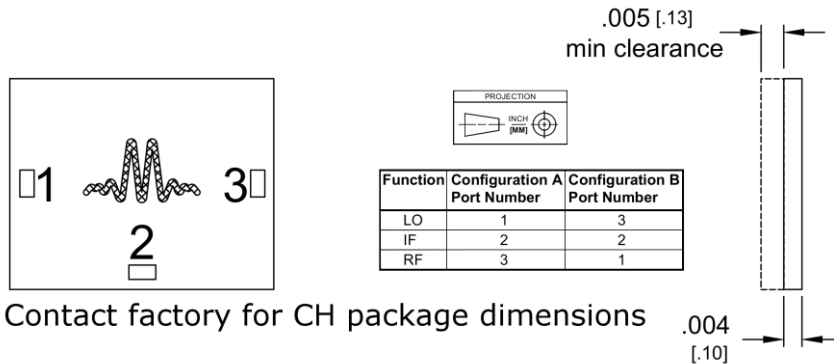 .005 [.13]
min clearance
PROJECTION
INCH
[MM]
1
3
2
Function Configuration A Port Number Configuration B Port Number
LO 1 3
IF 2 2
RF 3 1
Contact factory for CH package dimensions
.004
[.10]